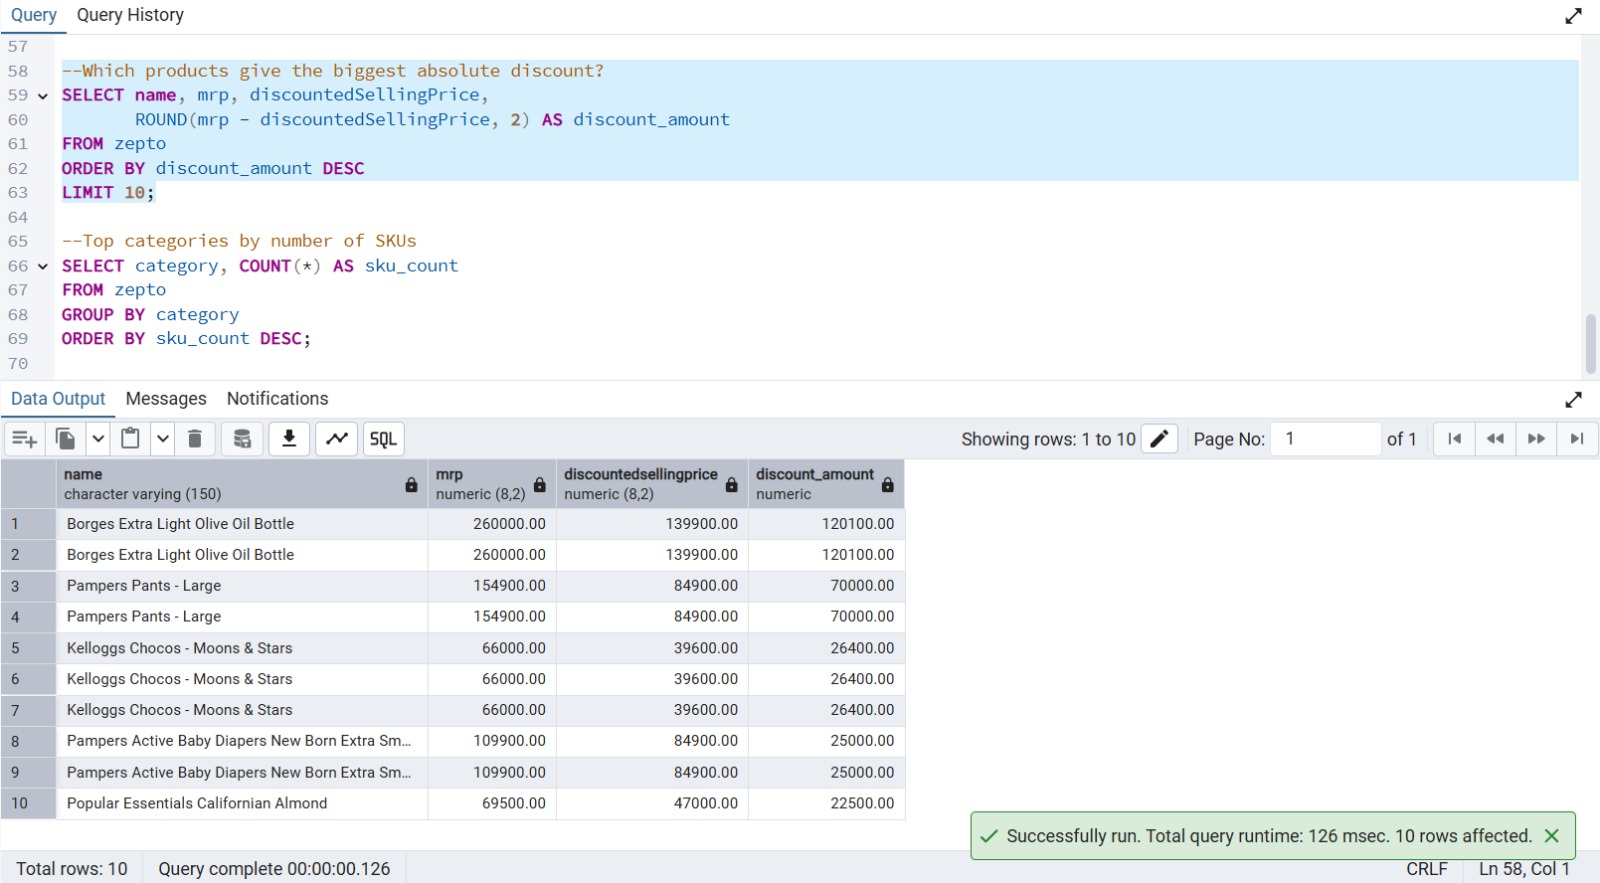 Query Query History
57
58 --Which products give the biggest absolute discount?
59 SELECT name, mrp, discountedSellingPrice,
60 ROUND(mrp - discountedSellingPrice, 2) AS discount_amount
61 FROM zepto
62 ORDER BY discount_amount DESC
63 LIMIT 10;
64
65 --Top categories by number of SKUs
66 SELECT category, COUNT(*) AS sku_count
67 FROM zepto
68 GROUP BY category
69 ORDER BY sku_count DESC;
70
Data Output Messages Notifications
SQL Showing rows: 1 to 10 Page No: 1 of 1
name mrp discountedsellingprice discount_amount
character varying (150) numeric (8,2) numeric (8,2) numeric
1 Borges Extra Light Olive Oil Bottle 260000.00 139900.00 120100.00
2 Borges Extra Light Olive Oil Bottle 260000.00 139900.00 120100.00
3 Pampers Pants - Large 154900.00 84900.00 70000.00
4 Pampers Pants - Large 154900.00 84900.00 70000.00
5 Kelloggs Chocos - Moons & Stars 66000.00 39600.00 26400.00
6 Kelloggs Chocos - Moons & Stars 66000.00 39600.00 26400.00
7 Kelloggs Chocos - Moons & Stars 66000.00 39600.00 26400.00
8 Pampers Active Baby Diapers New Born Extra Sm... 109900.00 84900.00 25000.00
9 Pampers Active Baby Diapers New Born Extra Sm... 109900.00 84900.00 25000.00
10 Popular Essentials Californian Almond 69500.00 47000.00 22500.00
Successfully run. Total query runtime: 126 msec. 10 rows affected.
Total rows: 10 Query complete 00:00:00.126 CRLF Ln 58, Col 1